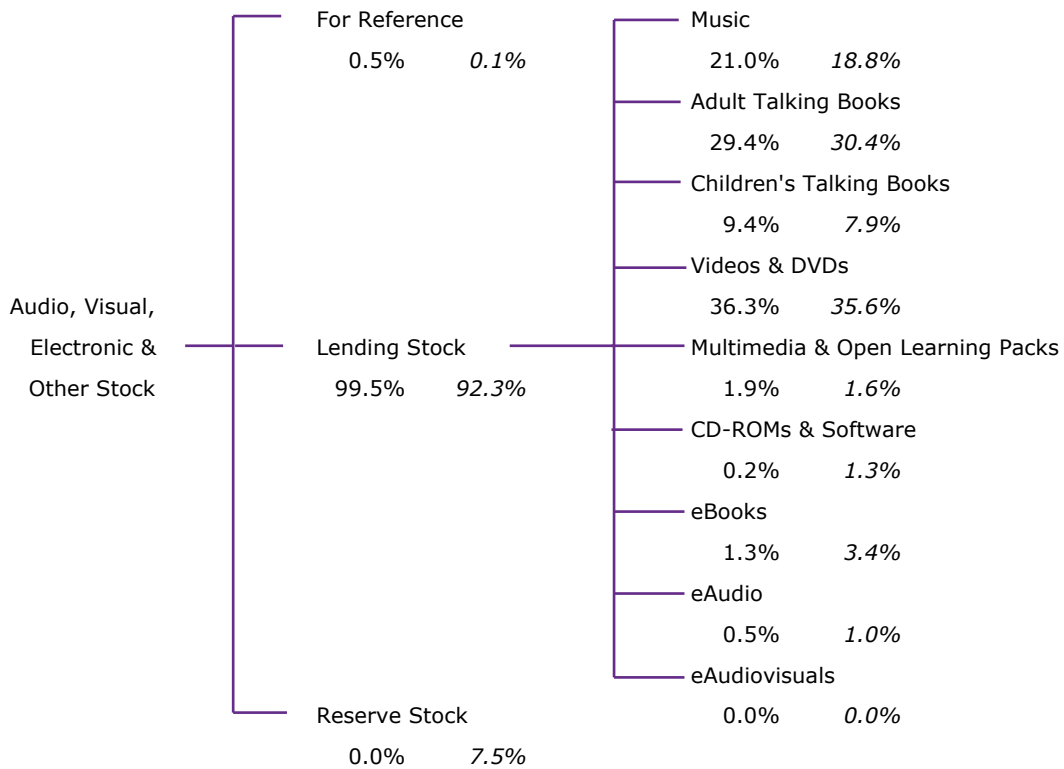 Audio, Visual,
Electronic &
Other Stock
For Reference
0.5% 0.1%
Lending Stock
99.5% 92.3%
Reserve Stock
0.0% 7.5%
Music
21.0% 18.8%
Adult Talking Books
29.4% 30.4%
Children's Talking Books
9.4% 7.9%
Videos & DVDs
36.3% 35.6%
Multimedia & Open Learning Packs
1.9% 1.6%
CD-ROMs & Software
0.2% 1.3%
eBooks
1.3% 3.4%
eAudio
0.5% 1.0%
eAudiovisuals
0.0% 0.0%